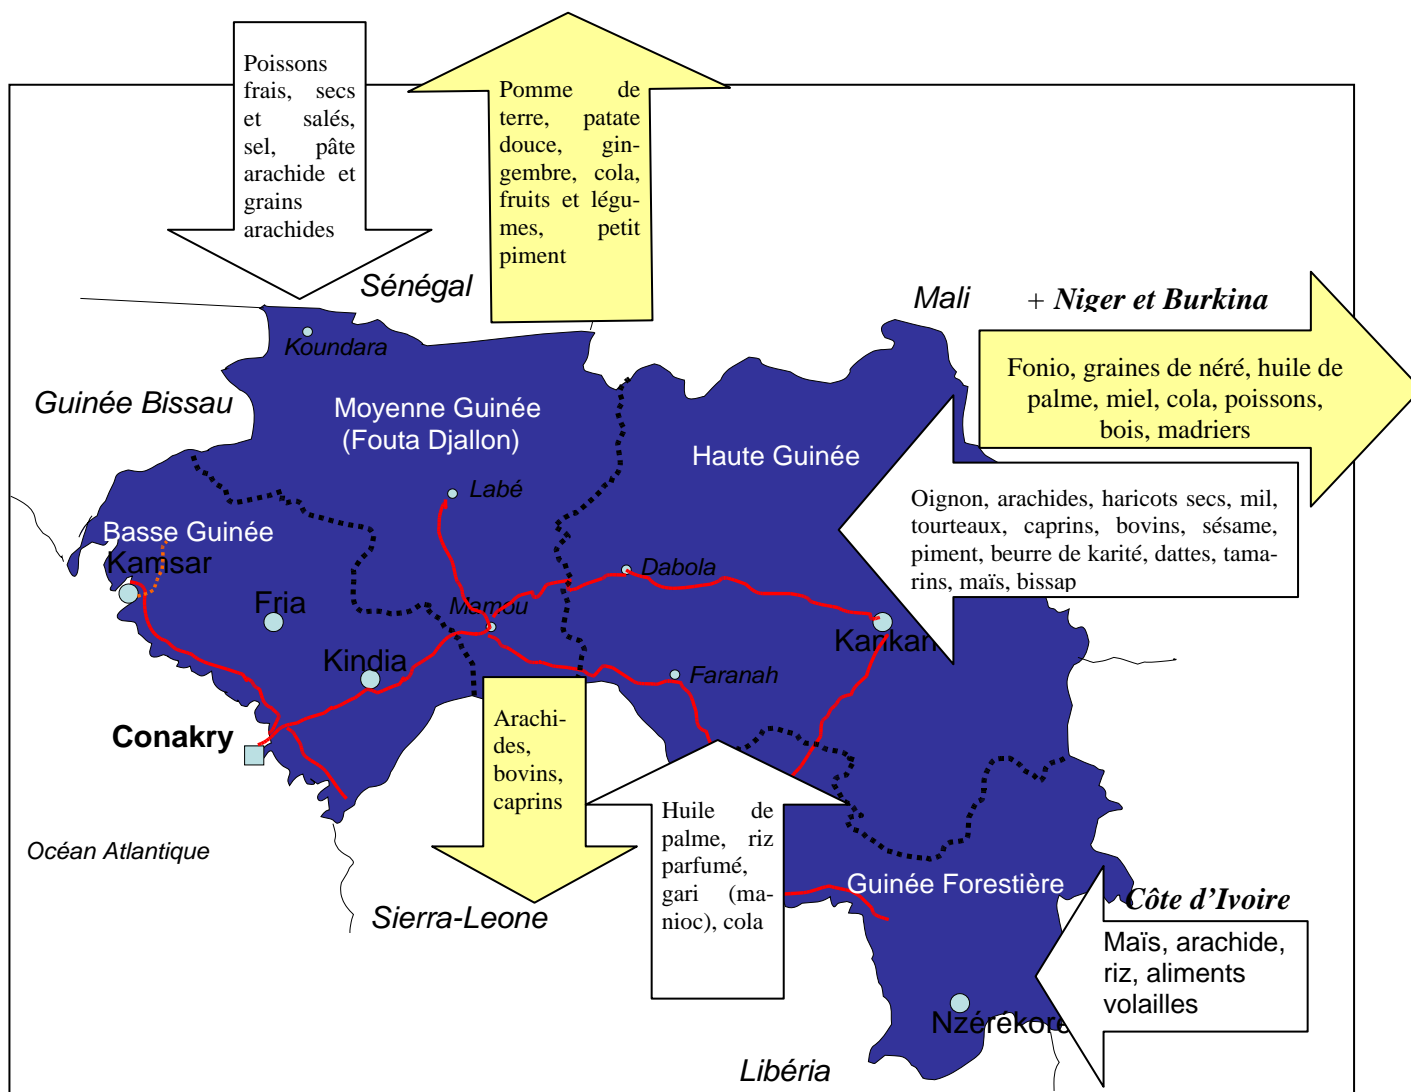 Poissons
frais, secs
et salés,
sel, pâte
arachide et
grains
arachides
Pomme de
terre, patate
douce, gin-
gembre, cola,
fruits et légu-
mes, petit
piment
Sénégal
Mali + Niger et Burkina
Koundara
Fonio, graines de néré, huile de
palme, miel, cola, poissons,
bois, madriers
Guinée Bissau
Moyenne Guinée
(Fouta Djallon)
Haute Guinée
Labé
Oignon, arachides, haricots secs, mil,
tourteaux, caprins, bovins, sésame,
piment, beurre de karité, dattes, tama-
rins, maïs, bissap
Basse Guinée
Kamsar
Dabola
Fria
Mamou
Kankan
Kindia
Faranah
Conakry
Arachi-
des,
bovins,
caprins
Huile de
palme, riz
parfumé,
gari (ma-
nioc), cola
Océan Atlantique
Guinée Forestière
Sierra-Leone
Côte d'Ivoire
Maïs, arachide,
riz, aliments
volailles
Nzérékoré
Libéria